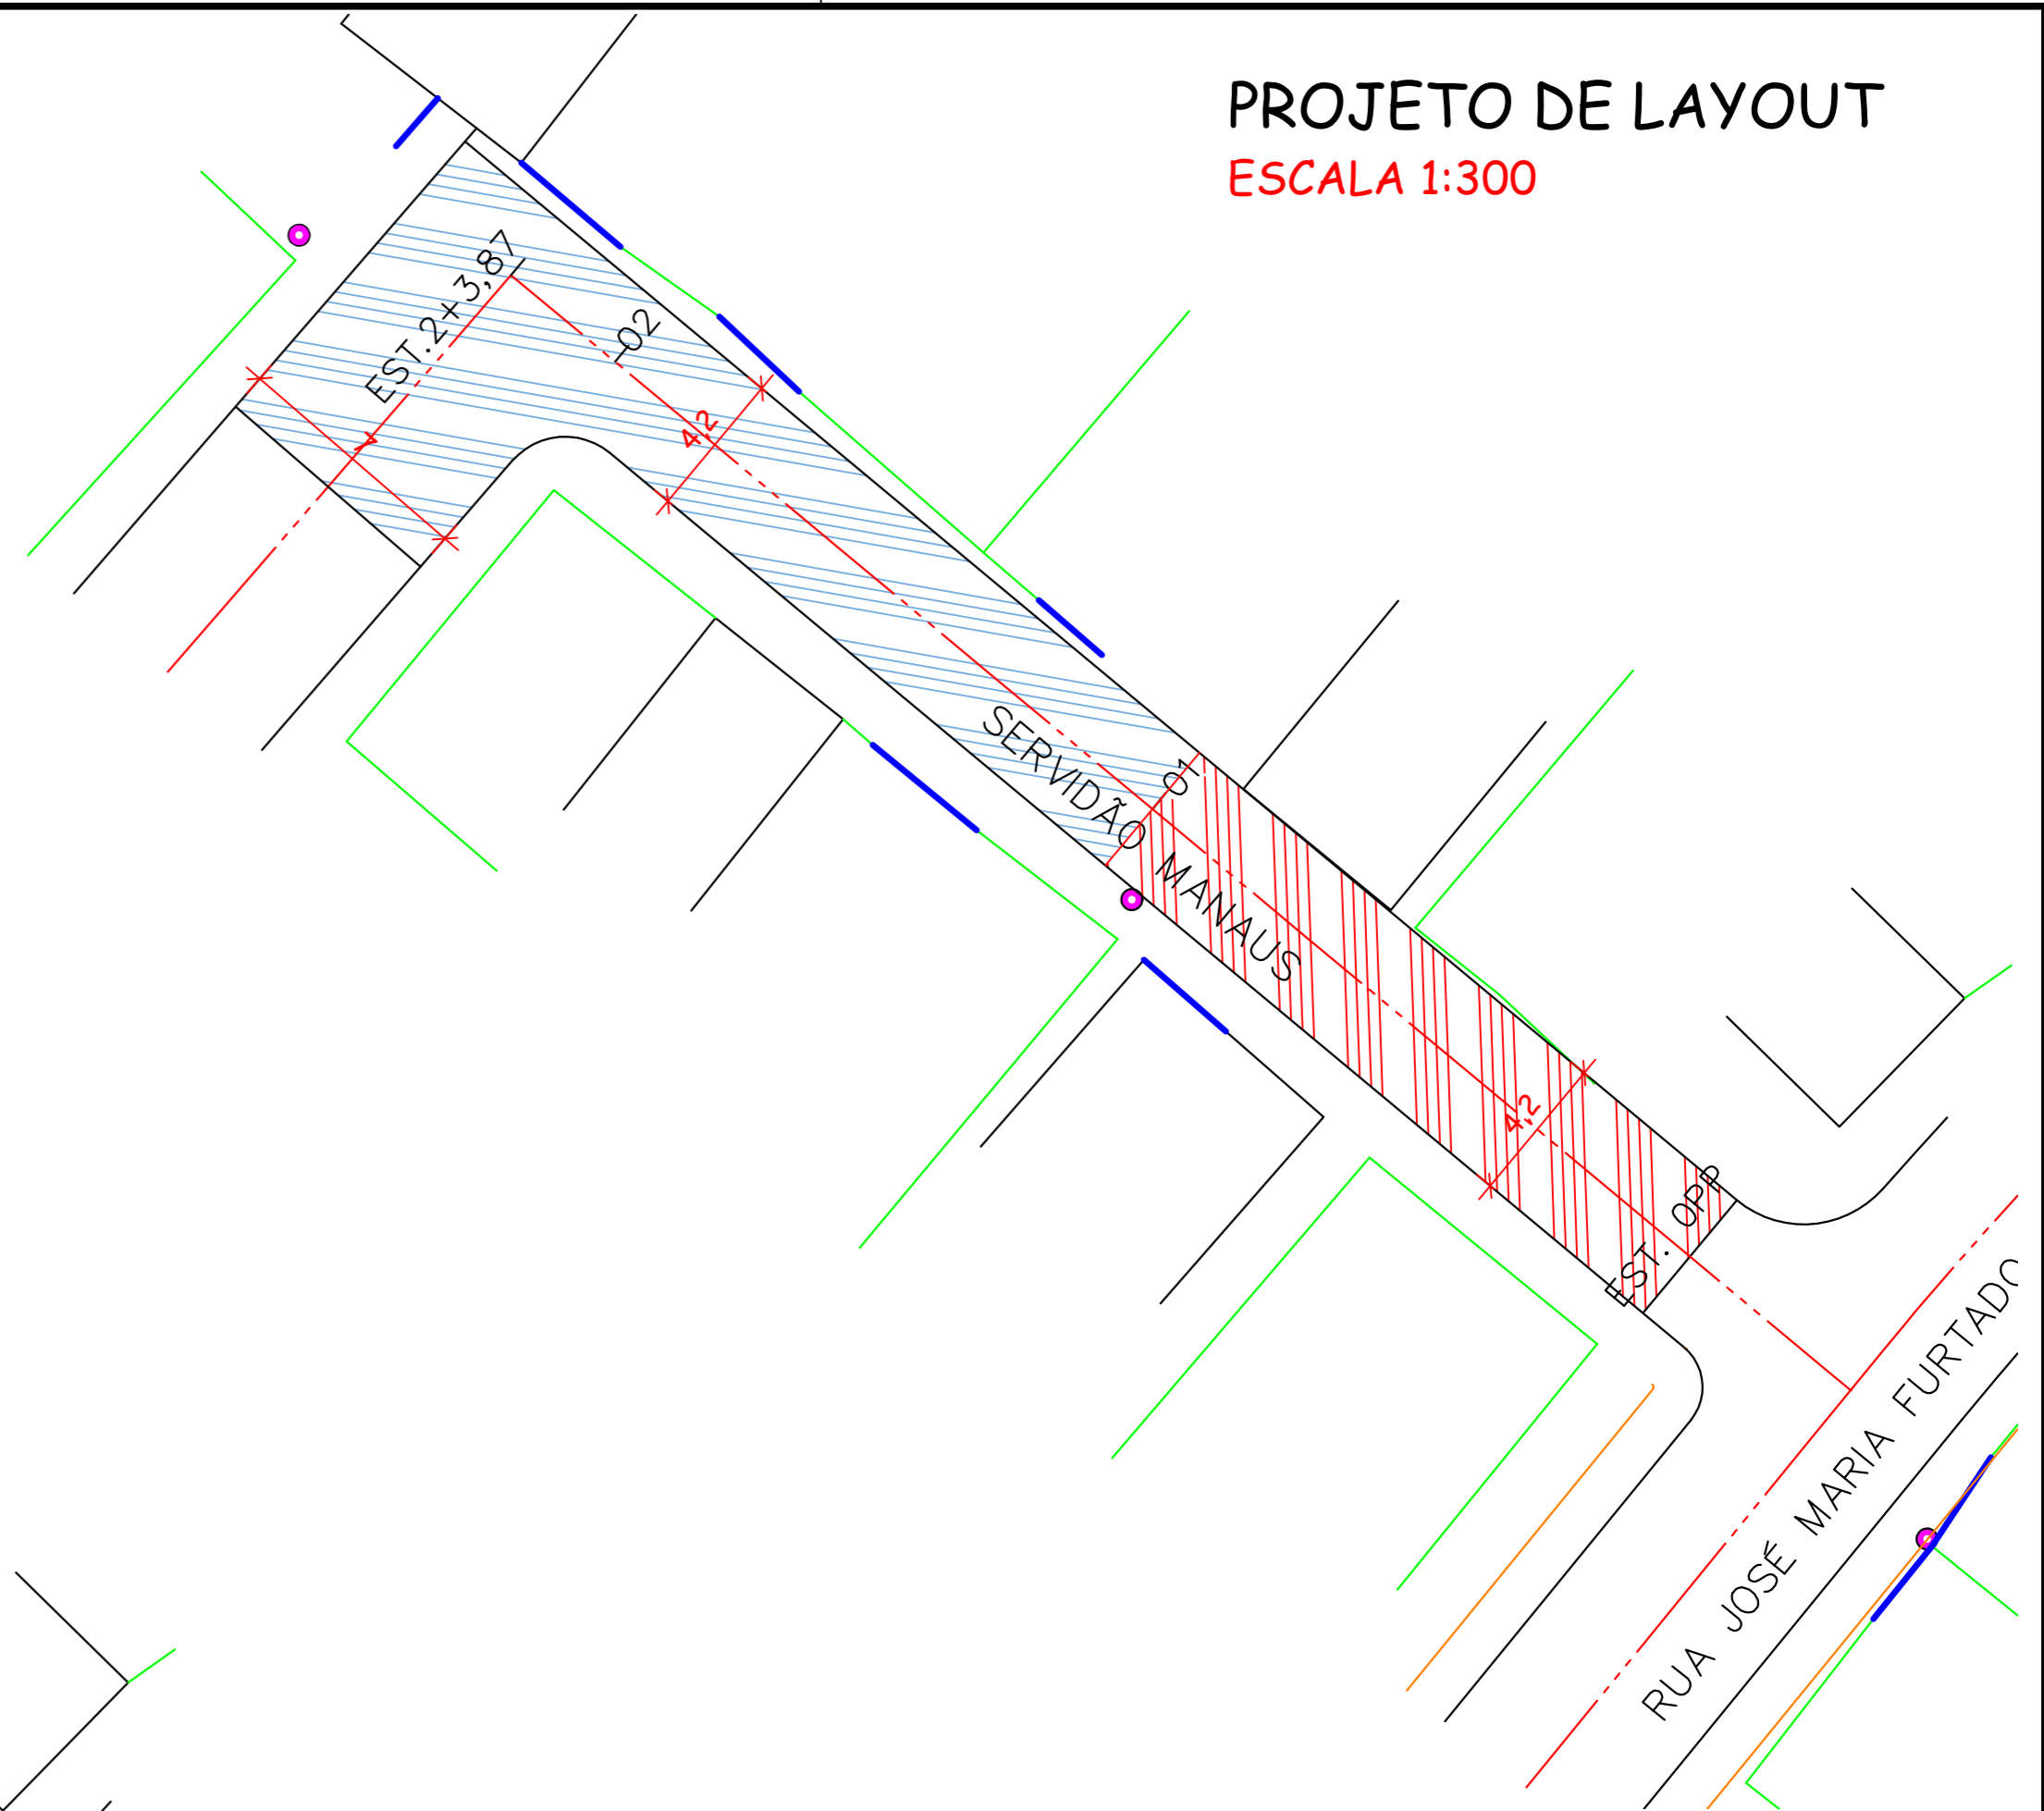 PROJETO DE LAYOUT
ESCALA 1:300
EST.2+3,87
02
4,2
SERVIDÃO MANAUS
01
4,2
EST. 0PP
RUA JOSÉ MARIA FURTADO